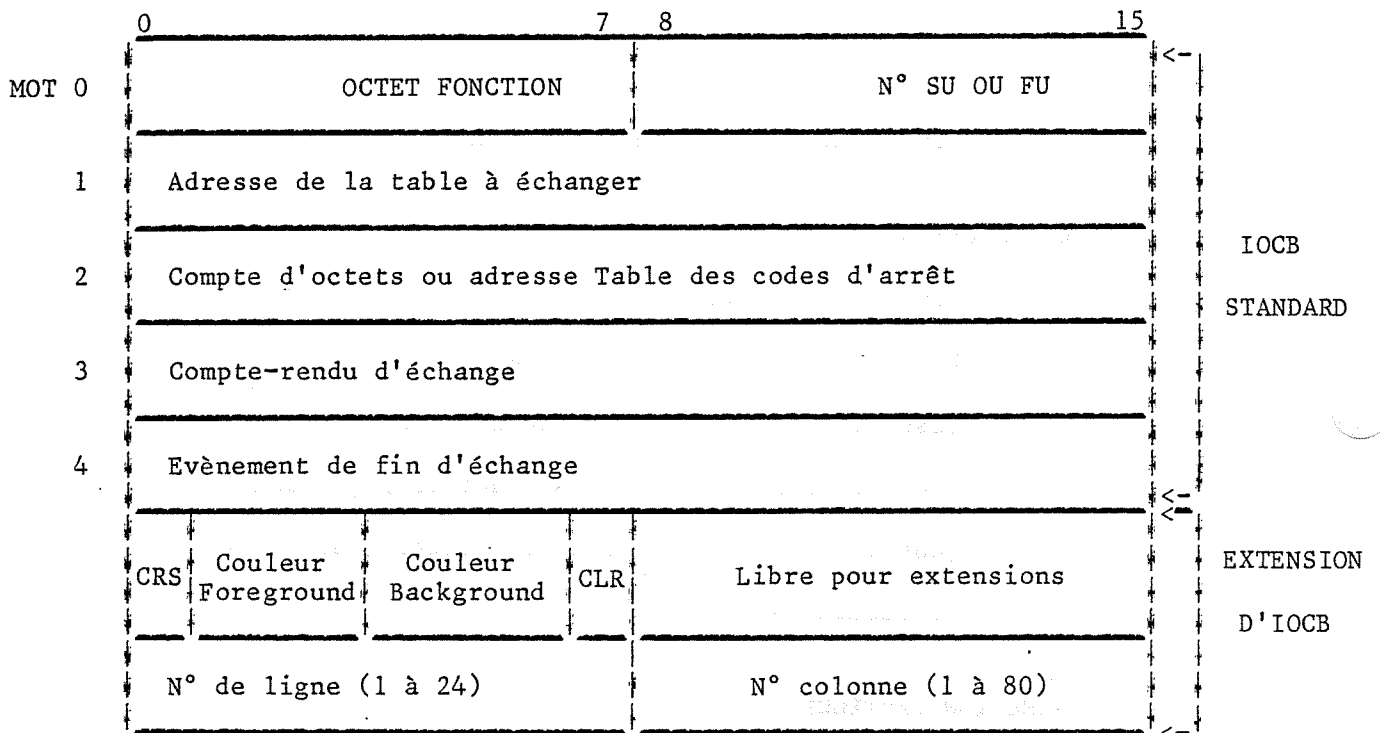 0 7 8 15
MOT 0 OCTET FONCTION N° SU OU FU <-
1 Adresse de la table à échanger
IOCB
2 Compte d'octets ou adresse Table des codes d'arrêt
STANDARD
3 Compte-rendu d'échange
4 Evènement de fin d'échange
<-
<-
CRS Couleur Foreground Couleur Background CLR Libre pour extensions
EXTENSION
D'IOCB
N° de ligne (1 à 24) N° colonne (1 à 80)
<-